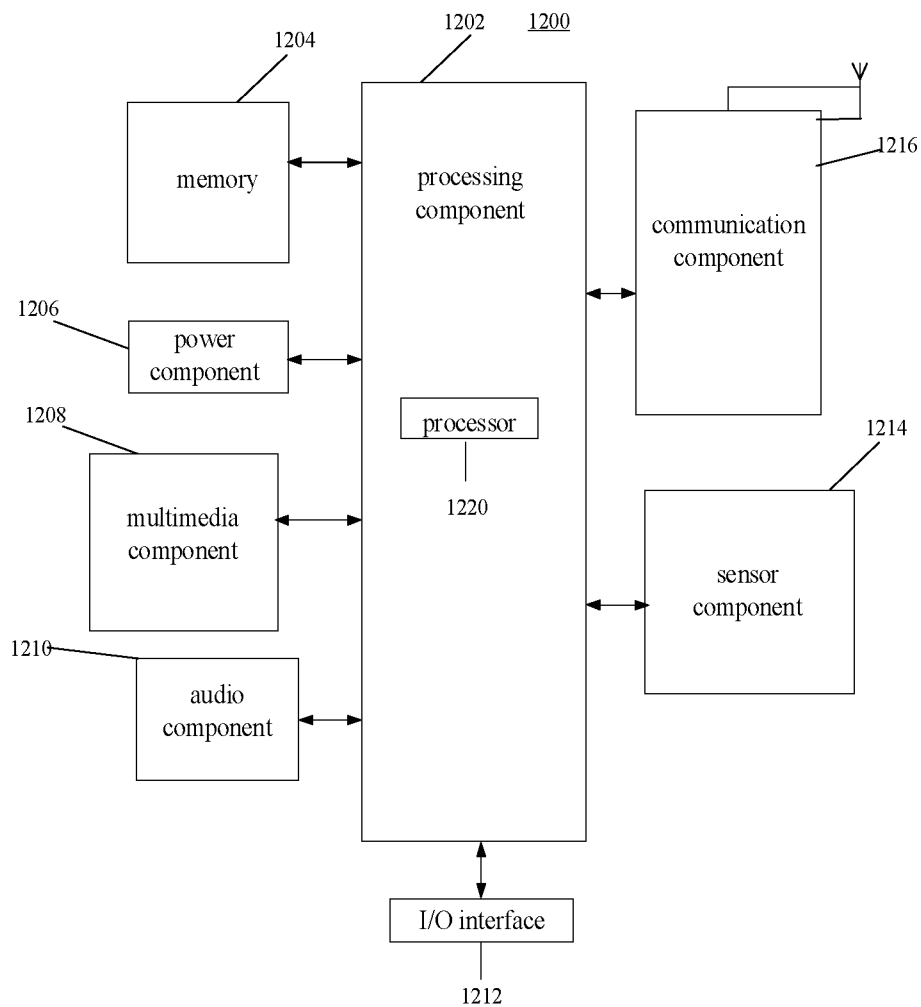 1202
1200
1204
memory
processing
component
1216
communication
component
1206
power
component
1208
processor
1220
multimedia
component
1214
sensor
component
1210
audio
component
I/O interface
1212